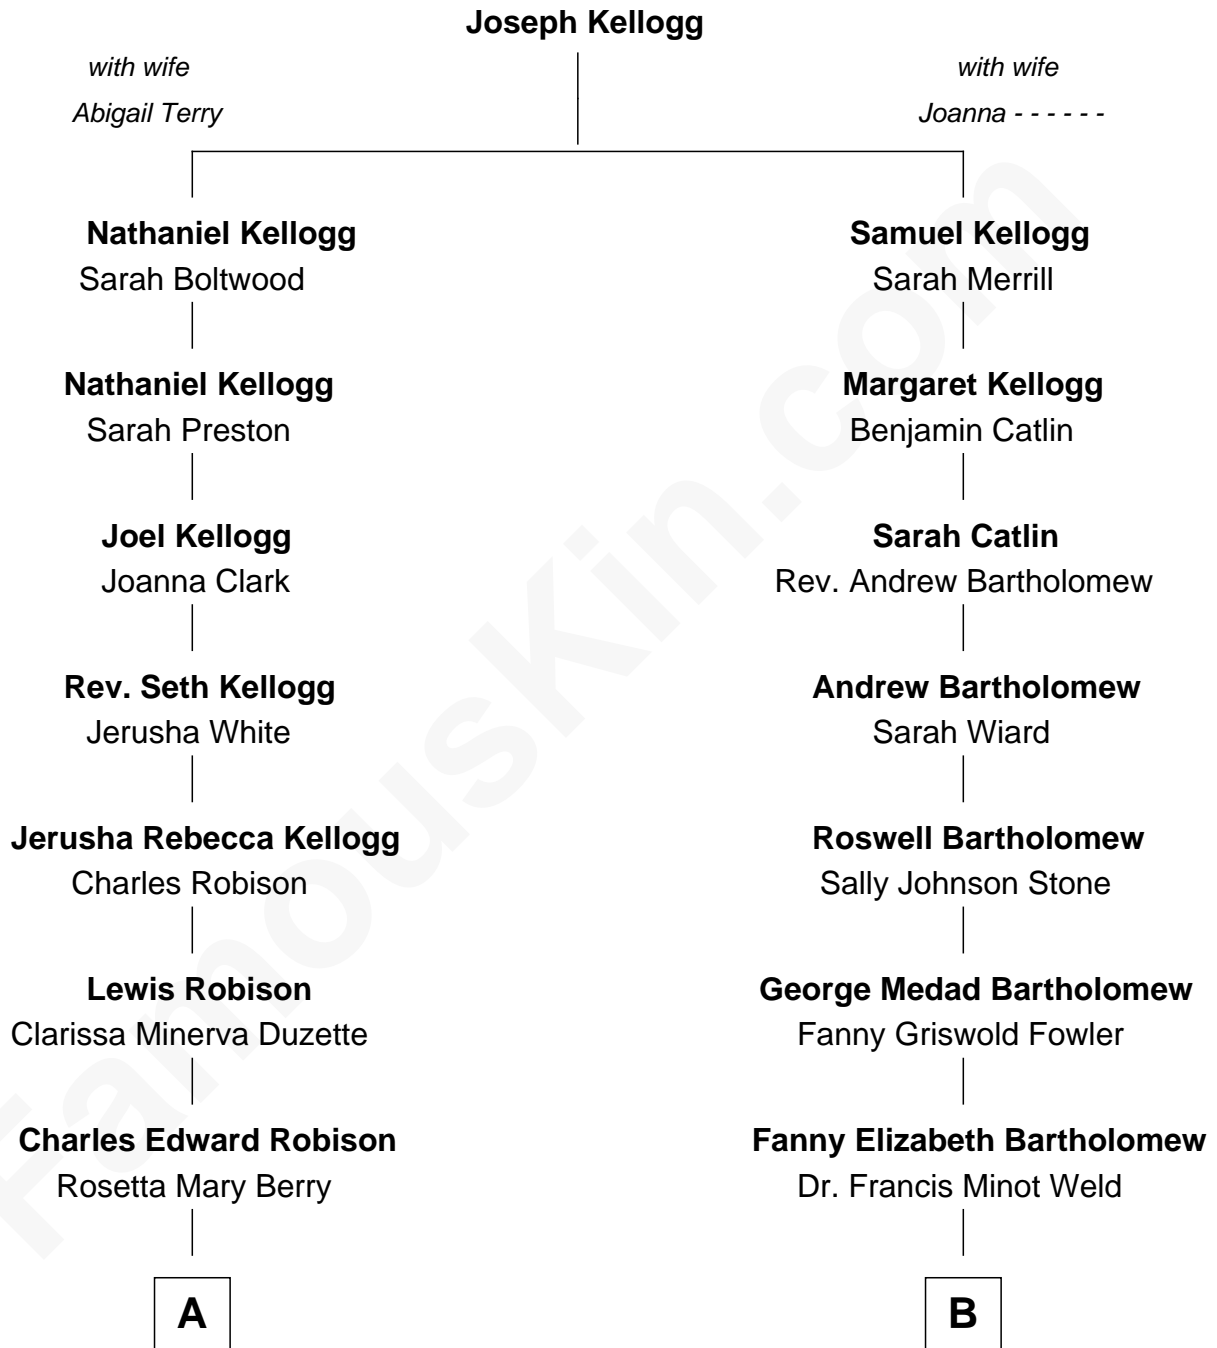 Joseph Kellogg
with wife
Abigail Terry
with wife
Joanna - - - - - -
Nathaniel Kellogg
Sarah Boltwood
Samuel Kellogg
Sarah Merrill
Nathaniel Kellogg
Sarah Preston
Margaret Kellogg
Benjamin Catlin
Joel Kellogg
Joanna Clark
Sarah Catlin
Rev. Andrew Bartholomew
Rev. Seth Kellogg
Jerusha White
Andrew Bartholomew
Sarah Wiard
Jerusha Rebecca Kellogg
Charles Robison
Roswell Bartholomew
Sally Johnson Stone
Lewis Robison
Clarissa Minerva Duzette
George Medad Bartholomew
Fanny Griswold Fowler
Charles Edward Robison
Rosetta Mary Berry
Fanny Elizabeth Bartholomew
Dr. Francis Minot Weld
A
B
FamousKin.com